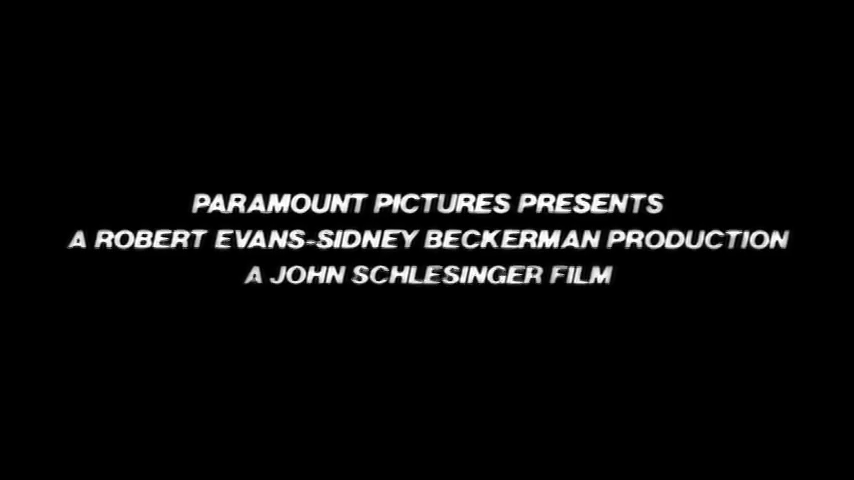 PARAMOUNT PICTURES PRESENTS
A ROBERT EVANS-SIDNEY BECKERMAN PRODUCTION
A JOHN SCHLESINGER FILM